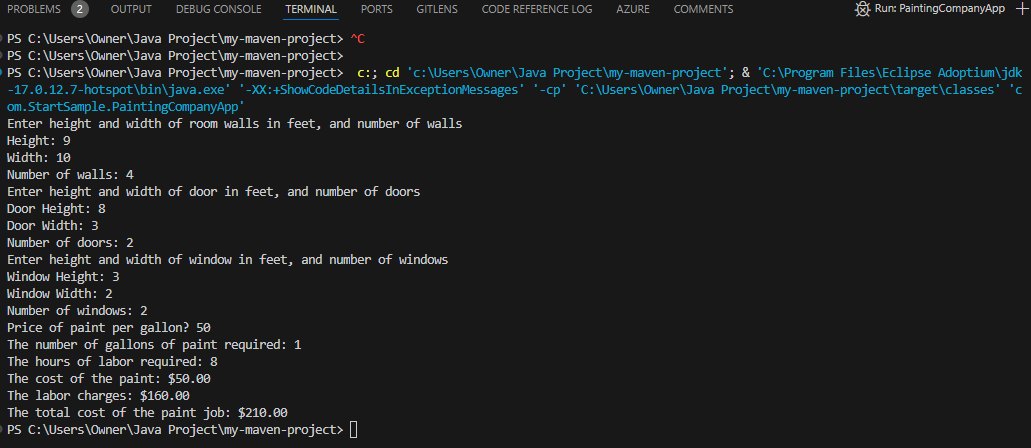 PROBLEMS 2 OUTPUT DEBUG CONSOLE TERMINAL PORTS GITLENS CODE REFERENCE LOG AZURE COMMENTS Run: PaintingCompanyApp +
PS C:\Users\Owner\Java Project\my-maven-project> ^C
PS C:\Users\Owner\Java Project\my-maven-project>
PS C:\Users\Owner\Java Project\my-maven-project>  c:; cd 'c:\Users\Owner\Java Project\my-maven-project'; & 'C:\Program Files\Eclipse Adoptium\jdk
-17.0.12.7-hotspot\bin\java.exe' '-XX:+ShowCodeDetailsInExceptionMessages' '-cp' 'C:\Users\Owner\Java Project\my-maven-project\target\classes' 'c
om.StartSample.PaintingCompanyApp'
Enter height and width of room walls in feet, and number of walls
Height: 9
Width: 10
Number of walls: 4
Enter height and width of door in feet, and number of doors
Door Height: 8
Door Width: 3
Number of doors: 2
Enter height and width of window in feet, and number of windows
Window Height: 3
Window Width: 2
Number of windows: 2
Price of paint per gallon? 50
The number of gallons of paint required: 1
The hours of labor required: 8
The cost of the paint: $50.00
The labor charges: $160.00
The total cost of the paint job: $210.00
PS C:\Users\Owner\Java Project\my-maven-project>